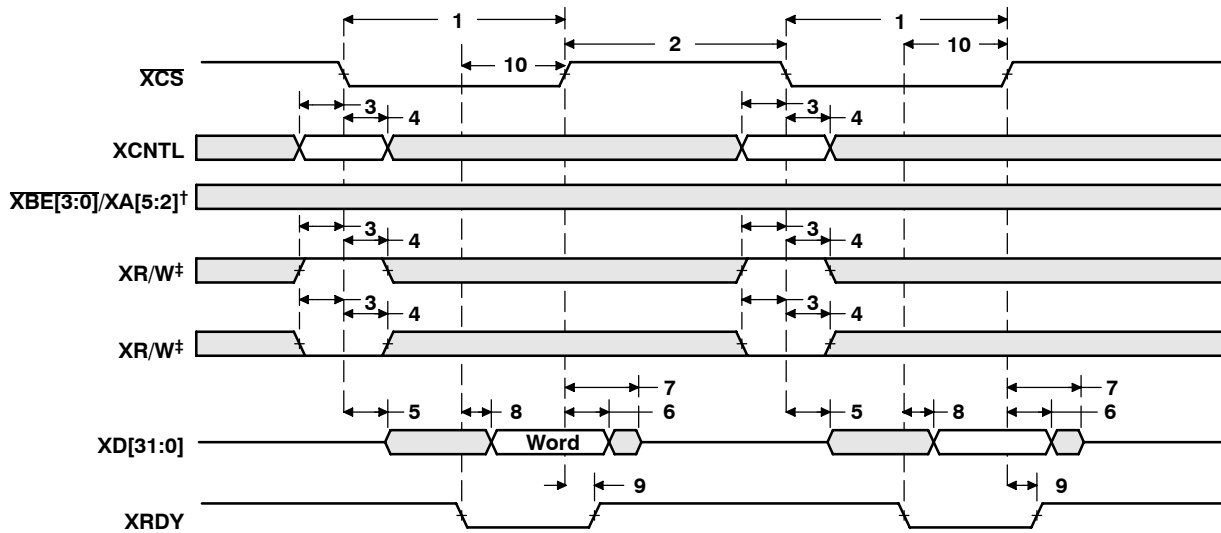 1 1
10 2 10
XCS
3 3
4 4
XCNTL
XBE[3:0]/XA[5:2]†
3 3
4 4
XR/W‡
3 3
4 4
XR/W‡
7 7
5 8 6 5 8 6
XD[31:0] Word
9 9
XRDY